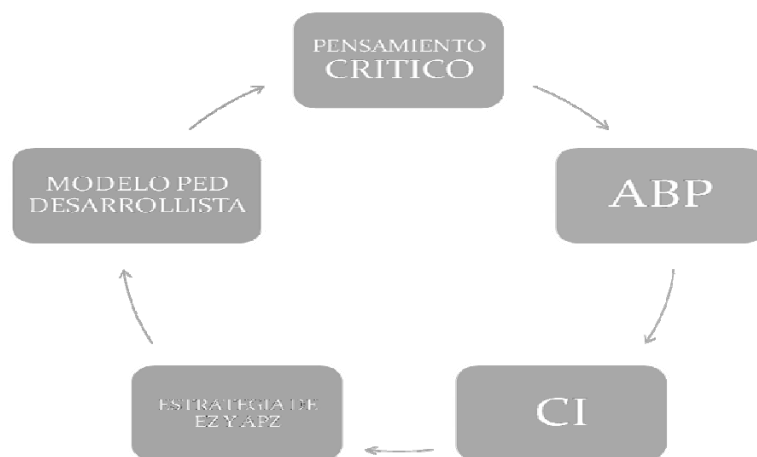 PENSAMIENTO
CRITICO
ABP
CI
ESTRATEGIA DE
EZ Y APZ
MODELO PED
DESARROLLISTA